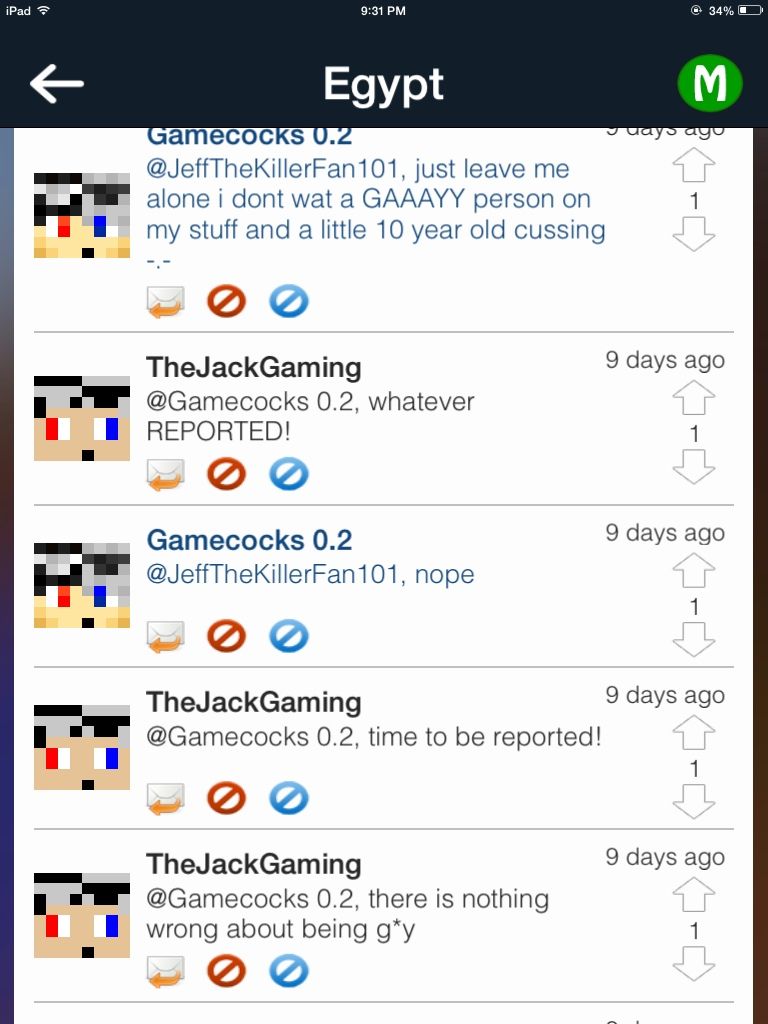 iPad 9:31 PM 34%
Egypt M
Gamecocks 0.2 9 days ago
@JeffTheKillerFan101, just leave me
alone i dont wat a GAAAYY person on
my stuff and a little 10 year old cussing
-.-
1
TheJackGaming 9 days ago
@Gamecocks 0.2, whatever
REPORTED!
1
Gamecocks 0.2 9 days ago
@JeffTheKillerFan101, nope
1
TheJackGaming 9 days ago
@Gamecocks 0.2, time to be reported!
1
TheJackGaming 9 days ago
@Gamecocks 0.2, there is nothing
wrong about being g*y
1